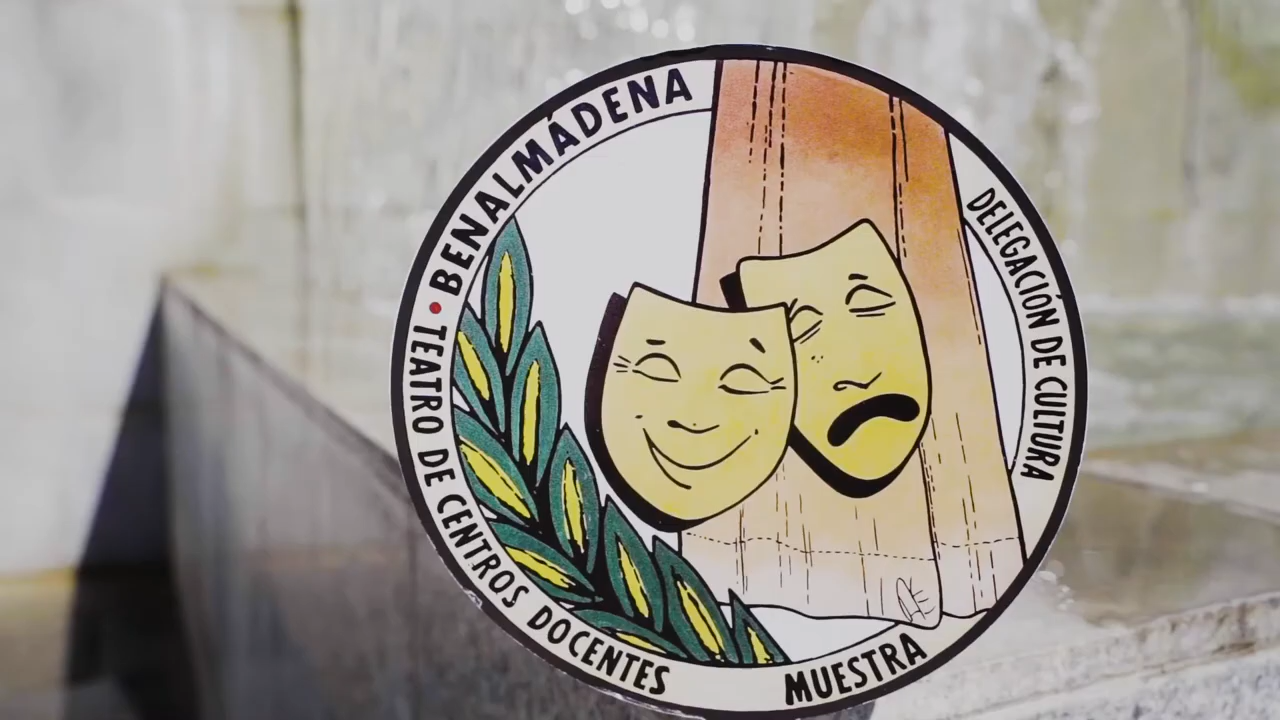 BENALMÁDENA
DELEGACIÓN DE CULTURA
MUESTRA
TEATRO DE CENTROS DOCENTES